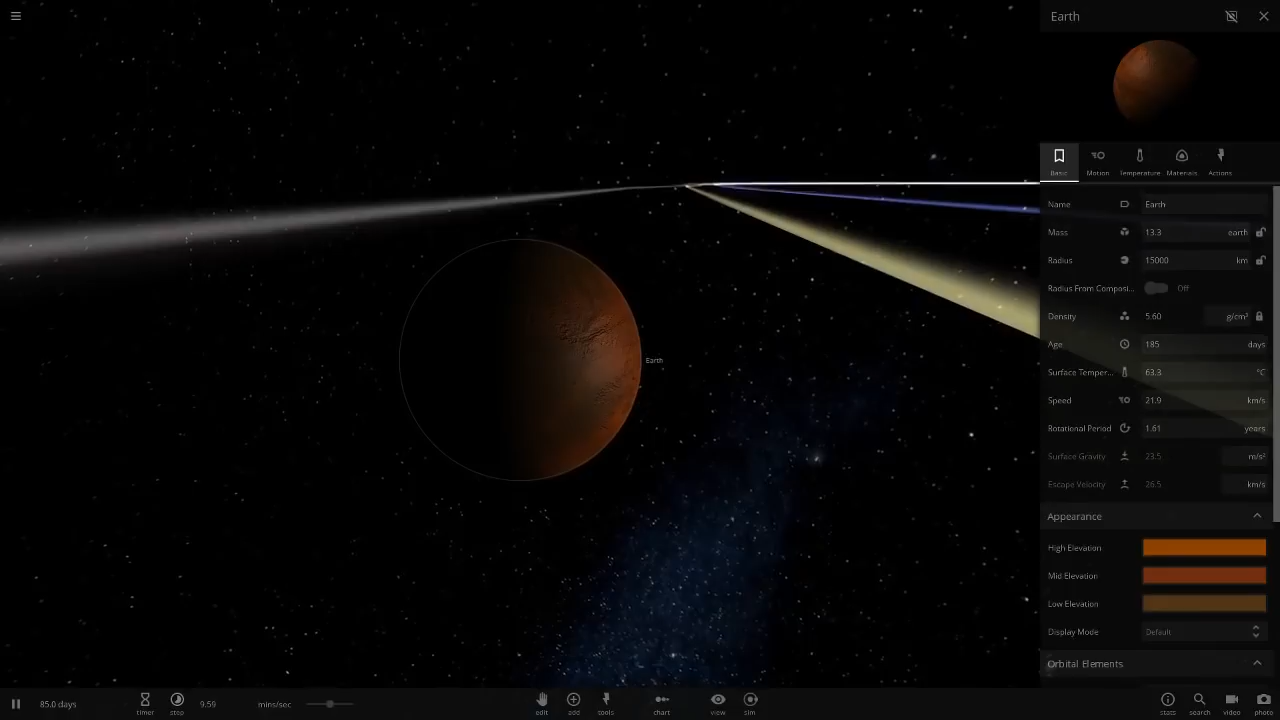 Earth
Basic Motion Temperature Materials Actions
Name Earth
Mass 13.3 earth
Radius 15000 km
Radius From Composi... Off
Density 5.60 g/cm³
Age 185 days
Surface Temper... 63.3 °C
Speed 21.9 km/s
Rotational Period 1.61 years
Surface Gravity 23.5 m/s²
Escape Velocity 26.5 km/s
Appearance
High Elevation
Mid Elevation
Low Elevation
Display Mode Default
Orbital Elements
Earth
85.0 days timer step 9.59 mins/sec edit add tools chart view sim stats search video photo